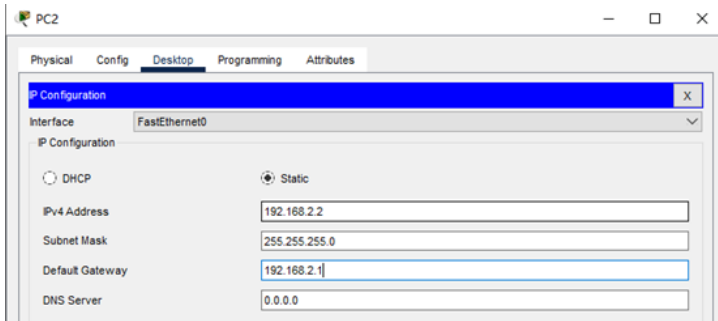 PC2
Physical Config Desktop Programming Attributes
IP Configuration X
Interface FastEthernet0
IP Configuration
DHCP Static
IPv4 Address 192.168.2.2
Subnet Mask 255.255.255.0
Default Gateway 192.168.2.1
DNS Server 0.0.0.0